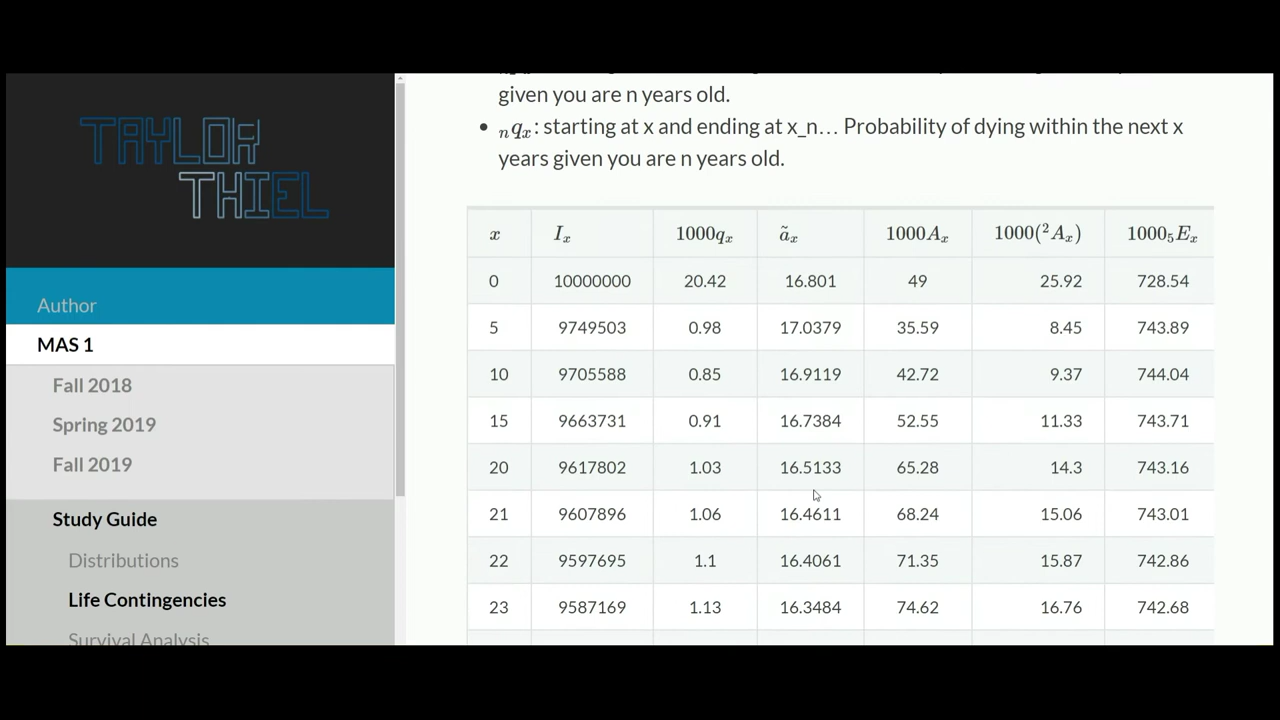 TAYLOR
THIEL
Author
MAS 1
Fall 2018
Spring 2019
Fall 2019
Study Guide
Distributions
Life Contingencies
Survival Analysis
given you are n years old.
• ₙqₓ: starting at x and ending at x_n… Probability of dying within the next x
years given you are n years old.
x Iₓ 1000qₓ ãₓ 1000Aₓ 1000(²Aₓ) 1000₅Eₓ
0 10000000 20.42 16.801 49 25.92 728.54
5 9749503 0.98 17.0379 35.59 8.45 743.89
10 9705588 0.85 16.9119 42.72 9.37 744.04
15 9663731 0.91 16.7384 52.55 11.33 743.71
20 9617802 1.03 16.5133 65.28 14.3 743.16
21 9607896 1.06 16.4611 68.24 15.06 743.01
22 9597695 1.1 16.4061 71.35 15.87 742.86
23 9587169 1.13 16.3484 74.62 16.76 742.68